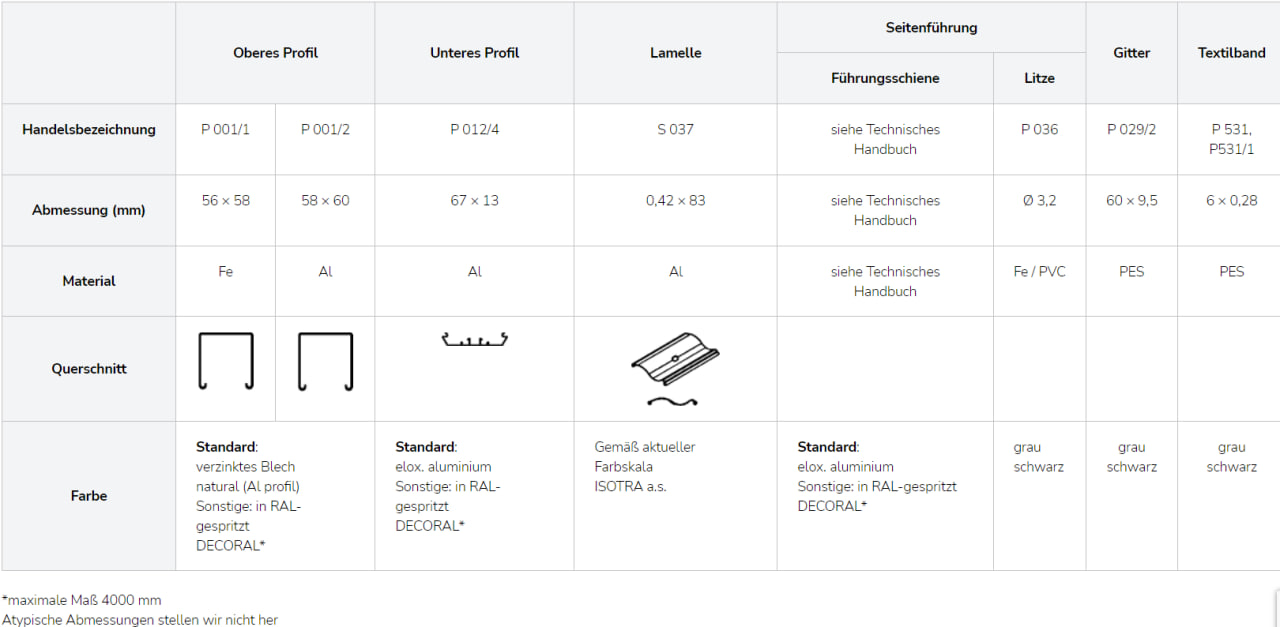 Oberes Profil
Unteres Profil
Lamelle
Seitenführung
Gitter
Textilband
Führungsschiene
Litze
Handelsbezeichnung
P 001/1
P 001/2
P 012/4
S 037
siehe Technisches
Handbuch
P 036
P 029/2
P 531,
P531/1
Abmessung (mm)
56 × 58
58 × 60
67 × 13
0,42 × 83
siehe Technisches
Handbuch
Ø 3,2
60 × 9,5
6 × 0,28
Material
Fe
Al
Al
Al
siehe Technisches
Handbuch
Fe / PVC
PES
PES
Querschnitt
Farbe
Standard:
verzinktes Blech
natural (Al profil)
Sonstige: in RAL-
gespritzt
DECORAL*
Standard:
elox. aluminium
Sonstige: in RAL-
gespritzt
DECORAL*
Gemäß aktueller
Farbskala
ISOTRA a.s.
Standard:
elox. aluminium
Sonstige: in RAL-gespritzt
DECORAL*
grau
schwarz
grau
schwarz
grau
schwarz
*maximale Maß 4000 mm
Atypische Abmessungen stellen wir nicht her